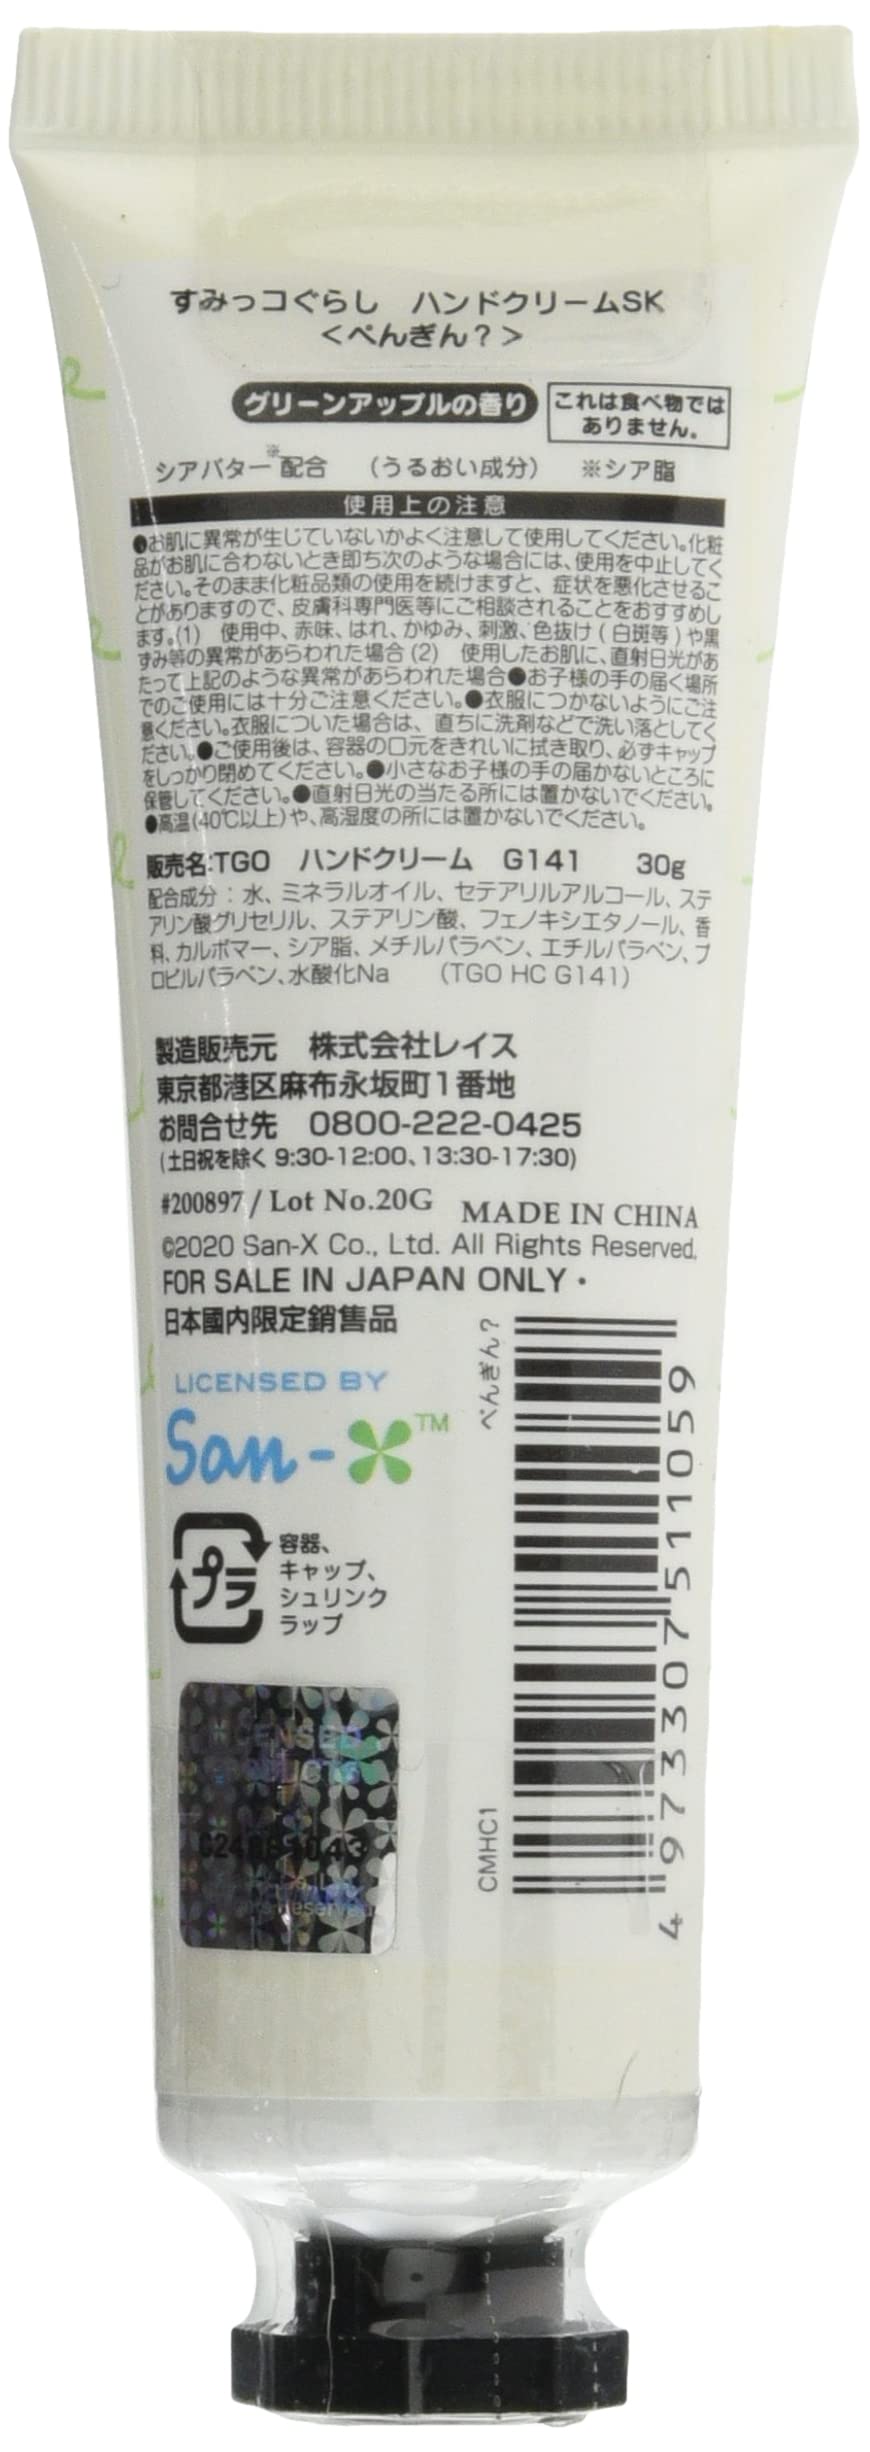 すみっコぐらし ハンドクリームSK
<ぺんぎん？>
グリーンアップルの香り
これは食べ物では
ありません。
シアバター※配合 (うるおい成分) ※シア脂
使用上の注意
●お肌に異常が生じていないかよく注意して使用してください。化粧
品がお肌に合わないとき即ち次のような場合には、使用を中止してく
ださい。そのまま化粧品類の使用を続けますと、症状を悪化させるこ
とがありますので、皮膚科専門医等にご相談されることをおすすめし
ます。(1) 使用中、赤味、はれ、かゆみ、刺激、色抜け(白斑等)や黒
ずみ等の異常があらわれた場合(2) 使用したお肌に、直射日光があ
たって上記のような異常があらわれた場合●お子様の手の届く場所
でのご使用には十分ご注意ください。●衣服につかないようにご注
意ください。衣服についた場合は、直ちに洗剤などで洗い落としてく
ださい。●ご使用後は、容器の口元をきれいに拭き取り、必ずキャップ
をしっかり閉めてください。●小さなお子様の手の届かないところに
保管してください。●直射日光の当たる所には置かないでください。
●高温(40℃以上)や、高湿度の所には置かないでください。
販売名:TGO ハンドクリーム G141 30g
配合成分：水、ミネラルオイル、セテアリルアルコール、ステ
アリン酸グリセリル、ステアリン酸、フェノキシエタノール、香
料、カルボマー、シア脂、メチルパラベン、エチルパラベン、プ
ロピルパラベン、水酸化Na (TGO HC G141)
製造販売元 株式会社レイス
東京都港区麻布永坂町1番地
お問合せ先 0800-222-0425
(土日祝を除く 9:30-12:00、13:30-17:30)
#200897 / Lot No.20G MADE IN CHINA
©2020 San-X Co., Ltd. All Rights Reserved.
FOR SALE IN JAPAN ONLY・
日本國内限定銷售品
LICENSED BY
San-X™
プラ
容器、
キャップ、
シュリンク
ラップ
ぺんぎん？
CMHC1
4973307511059
LICENSED
PRODUCTS